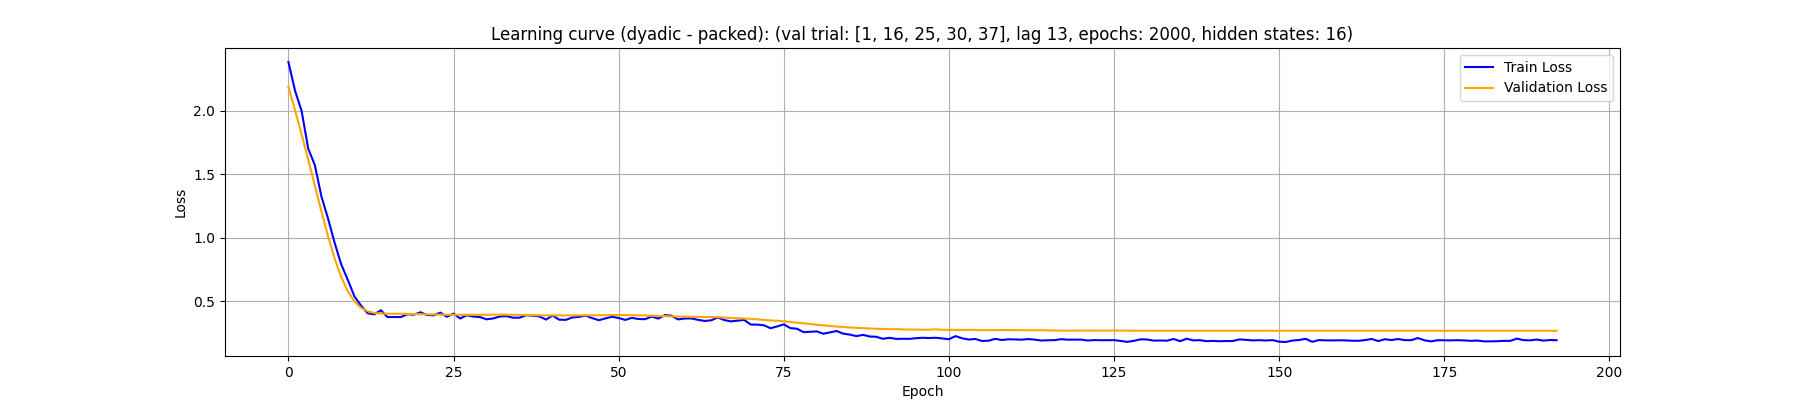 Learning curve (dyadic - packed): (val trial: [1, 16, 25, 30, 37], lag 13, epochs: 2000, hidden states: 16)
Train Loss
Validation Loss
2.0
1.5
1.0
0.5
Loss
0 25 50 75 100 125 150 175 200
Epoch